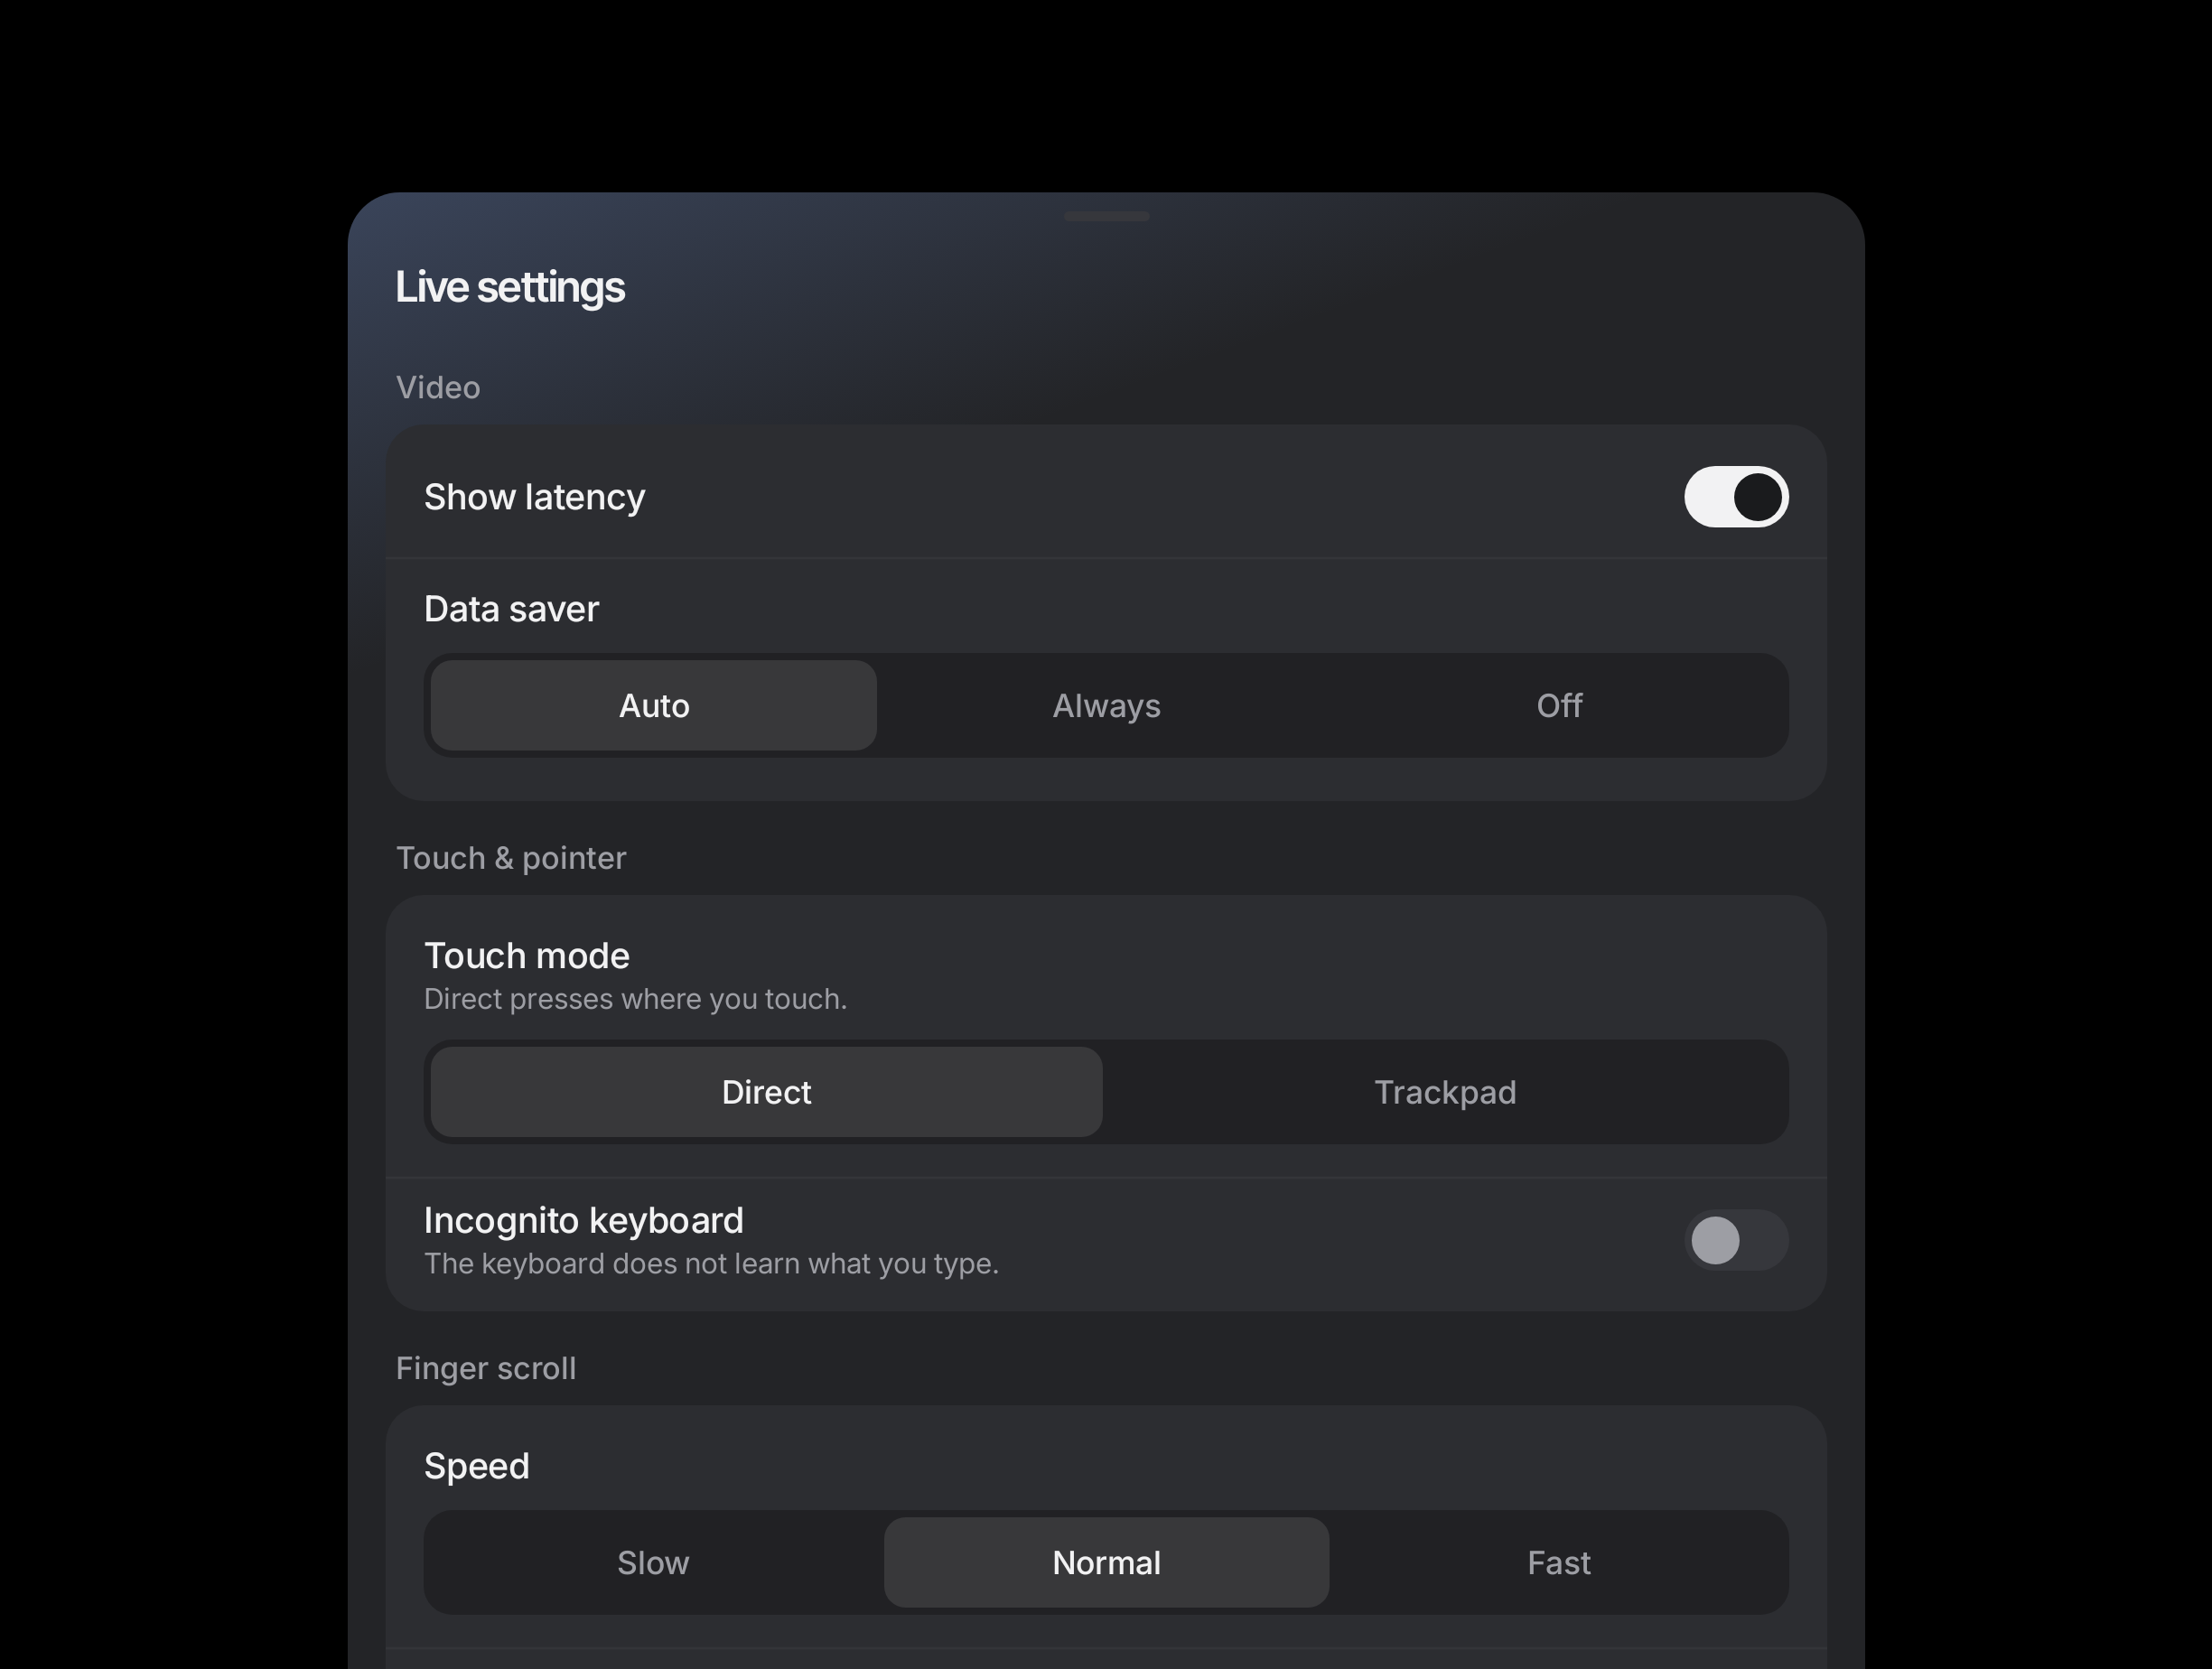 Live settings
Video
Show latency
Data saver
Auto Always Off
Touch & pointer
Touch mode
Direct presses where you touch.
Direct Trackpad
Incognito keyboard
The keyboard does not learn what you type.
Finger scroll
Speed
Slow Normal Fast